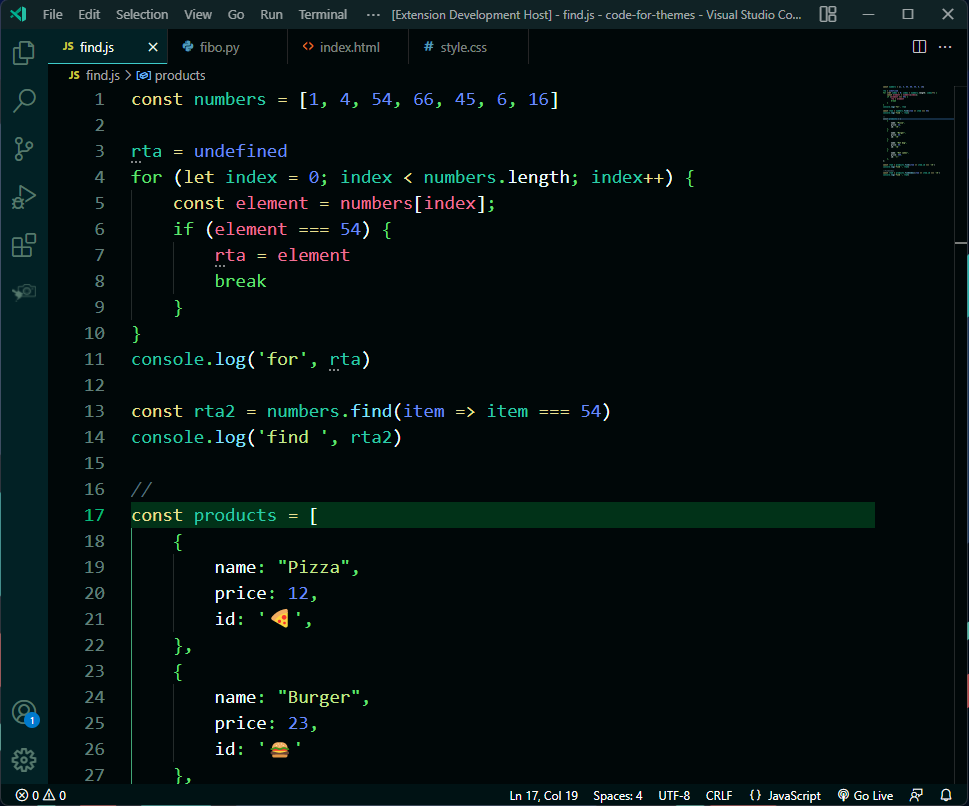 File Edit Selection View Go Run Terminal ··· [Extension Development Host] - find.js - code-for-themes - Visual Studio Co...
JS find.js fibo.py <> index.html # style.css
JS find.js > products
1 const numbers = [1, 4, 54, 66, 45, 6, 16]
2
3 rta = undefined
4 for (let index = 0; index < numbers.length; index++) {
5 const element = numbers[index];
6 if (element === 54) {
7 rta = element
8 break
9 }
10 }
11 console.log('for', rta)
12
13 const rta2 = numbers.find(item => item === 54)
14 console.log('find ', rta2)
15
16 //
17 const products = [
18 {
19 name: "Pizza",
20 price: 12,
21 id: '🍕',
22 },
23 {
24 name: "Burger",
25 price: 23,
26 id: '🍔'
27 },
1
0 0 Ln 17, Col 19 Spaces: 4 UTF-8 CRLF {} JavaScript Go Live